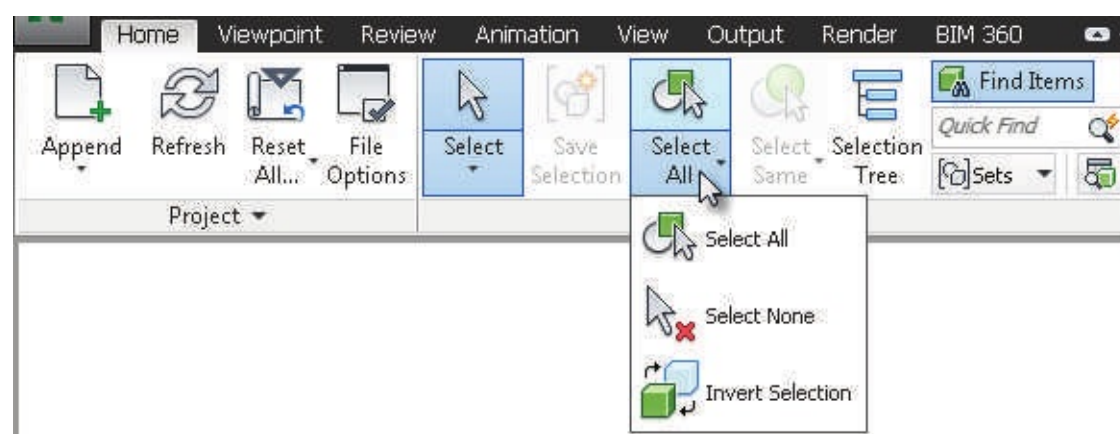 Home Viewpoint Review Animation View Output Render BIM 360
Append Refresh Reset All... File Options Select Save Selection Select All Select Same Selection Tree
Find Items
Quick Find
Sets
Project
Select All
Select None
Invert Selection